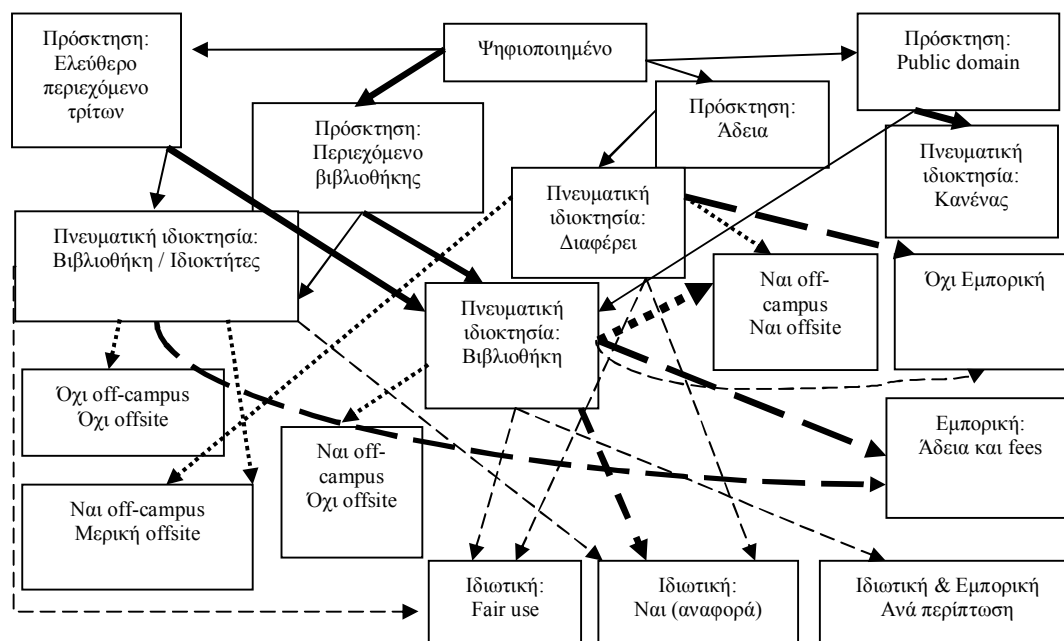 Πρόσκτηση:
Ελεύθερο
περιεχόμενο
τρίτων
Ψηφιοποιημένο
Πρόσκτηση:
Public domain
Πρόσκτηση:
Περιεχόμενο
βιβλιοθήκης
Πρόσκτηση:
Άδεια
Πνευματική
ιδιοκτησία:
Κανένας
Πνευματική
ιδιοκτησία:
Διαφέρει
Πνευματική ιδιοκτησία:
Βιβλιοθήκη / Ιδιοκτήτες
Ναι off-
campus
Ναι offsite
Όχι Εμπορική
Πνευματική
ιδιοκτησία:
Βιβλιοθήκη
Όχι off-campus
Όχι offsite
Εμπορική:
Άδεια και fees
Ναι off-
campus
Όχι offsite
Ναι off-campus
Μερική offsite
Ιδιωτική:
Fair use
Ιδιωτική:
Ναι (αναφορά)
Ιδιωτική & Εμπορική
Ανά περίπτωση